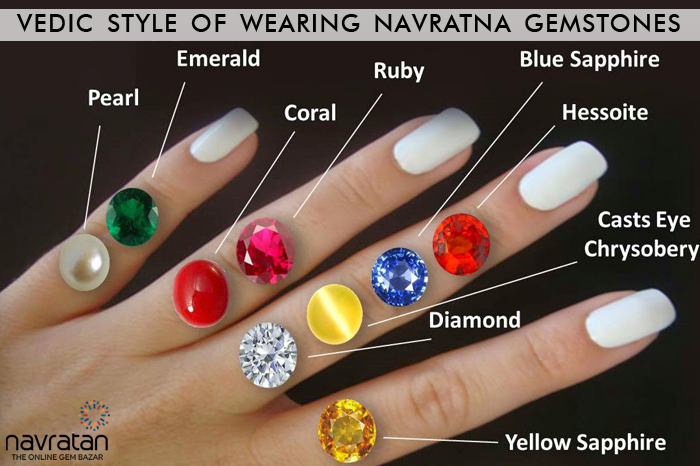 VEDIC STYLE OF WEARING NAVRATNA GEMSTONES
Emerald
Blue Sapphire
Ruby
Pearl
Coral
Hessoite
Casts Eye
Chrysobery
Diamond
Yellow Sapphire
navratan
THE ONLINE GEM BAZAR